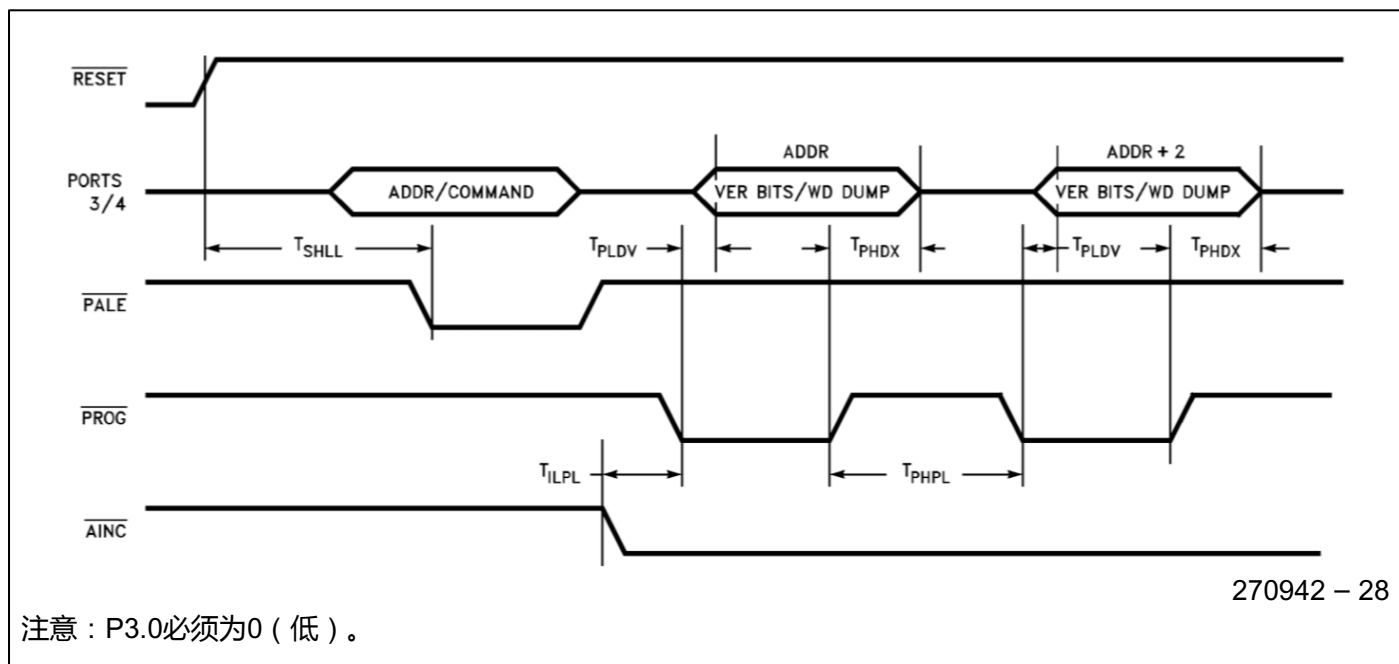 RESET
ADDR
ADDR + 2
PORTS
3/4
ADDR/COMMAND
VER BITS/WD DUMP
VER BITS/WD DUMP
TSHLL
TPLDV
TPHDX
TPLDV
TPHDX
PALE
PROG
TILPL
TPHPL
AINC
270942 – 28
注意：P3.0必须为0（低）。